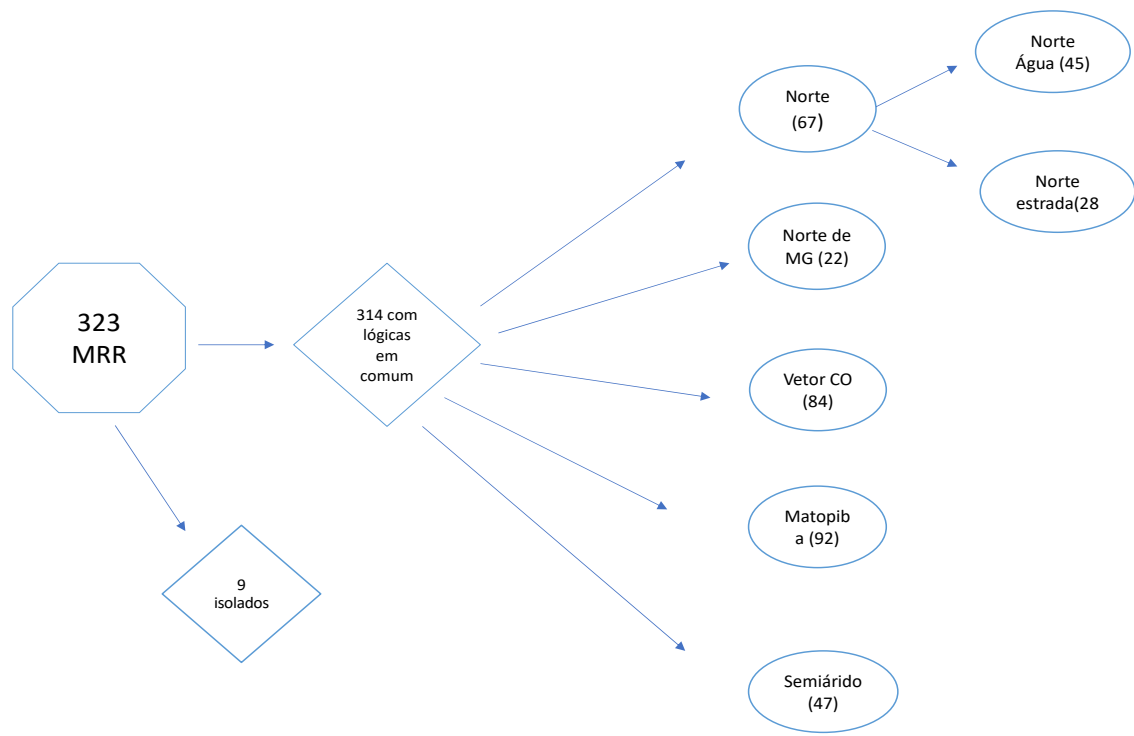 323
MRR
9
isolados
314 com
lógicas
em
comum
Norte
(67)
Norte
Água (45)
Norte
estrada(28
Norte de
MG (22)
Vetor CO
(84)
Matopib
a (92)
Semiárido
(47)